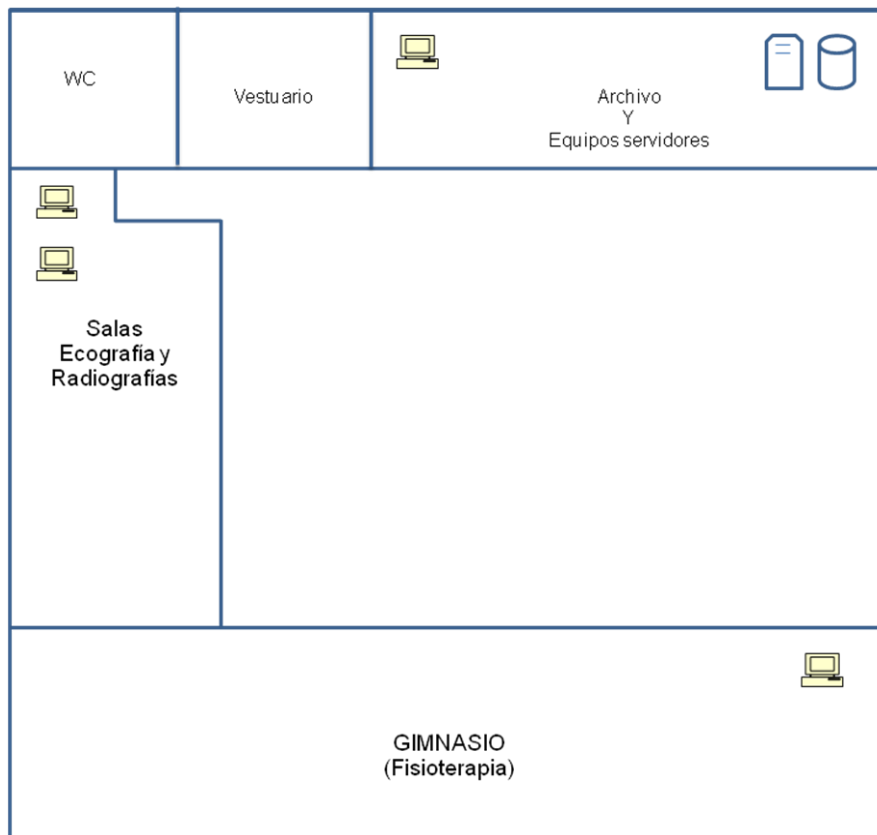 WC
Vestuario
Archivo
Y
Equipos servidores
Salas
Ecografía y
Radiografías
GIMNASIO
(Fisioterapia)